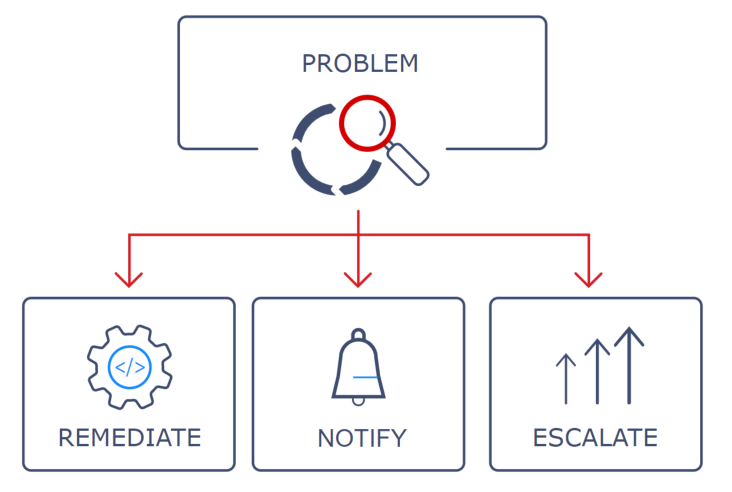 PROBLEM
</>
REMEDIATE
NOTIFY
ESCALATE